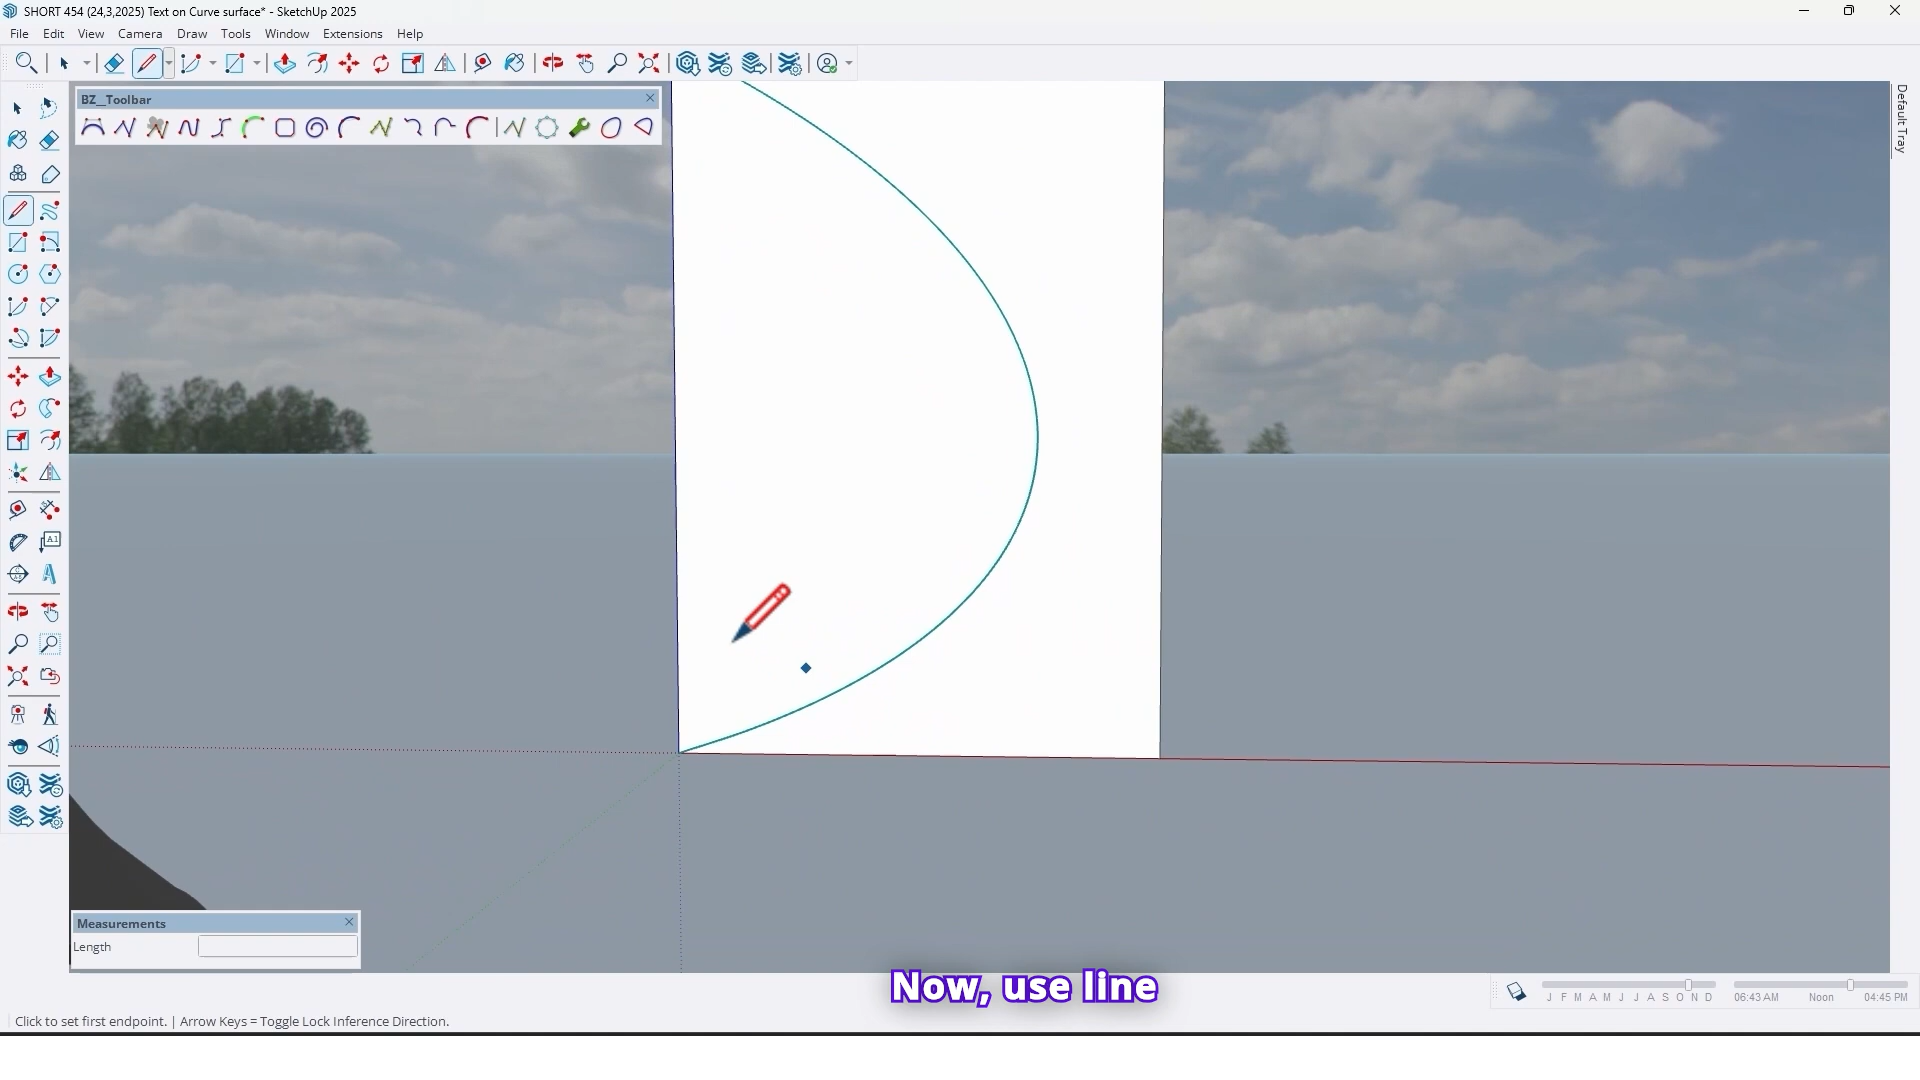 SHORT 454 (24,3,2025) Text on Curve surface* - SketchUp 2025
File Edit View Camera Draw Tools Window Extensions Help
BZ_Toolbar
Default Tray
A1
Measurements
Length
Now, use line
J F M A M J J A S O N D
06:43 AM Noon 04:45 PM
Click to set first endpoint. | Arrow Keys = Toggle Lock Inference Direction.